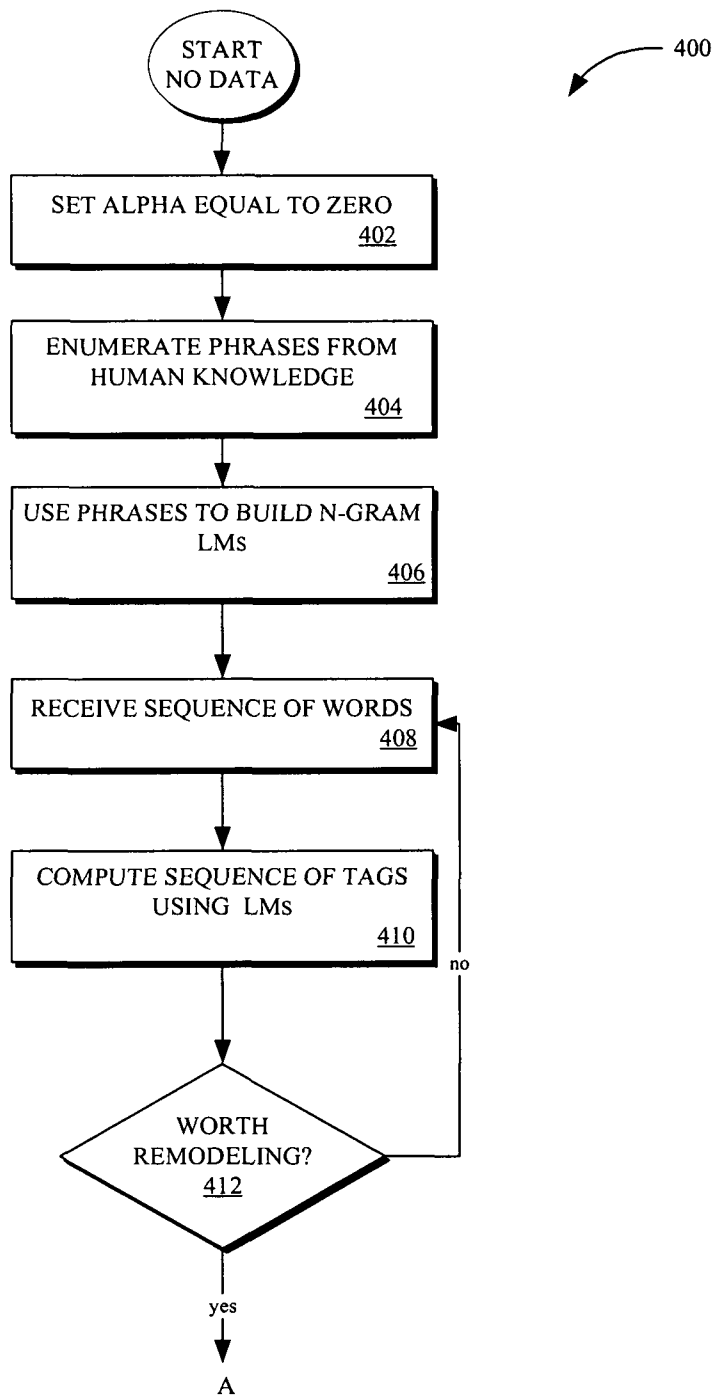 START
NO DATA
400
SET ALPHA EQUAL TO ZERO
402
ENUMERATE PHRASES FROM
HUMAN KNOWLEDGE
404
USE PHRASES TO BUILD N-GRAM
LMs
406
RECEIVE SEQUENCE OF WORDS
408
COMPUTE SEQUENCE OF TAGS
USING LMs
410
no
WORTH
REMODELING?
412
yes
A